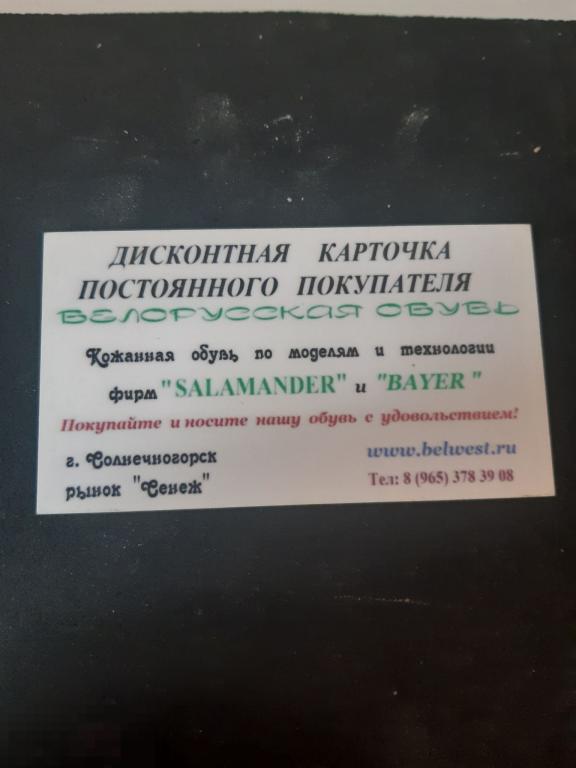 ДИСКОНТНАЯ КАРТОЧКА
ПОСТОЯННОГО ПОКУПАТЕЛЯ
БЕЛОРУССКАЯ ОБУВЬ
Кожанная обувь по моделям и технологии
фирм "SALAMANDER" и "BAYER "
Покупайте и носите нашу обувь с удовольствием!
г. Солнечногорск
рынок "Сенеж"
www.belwest.ru
Тел: 8 (965) 378 39 08